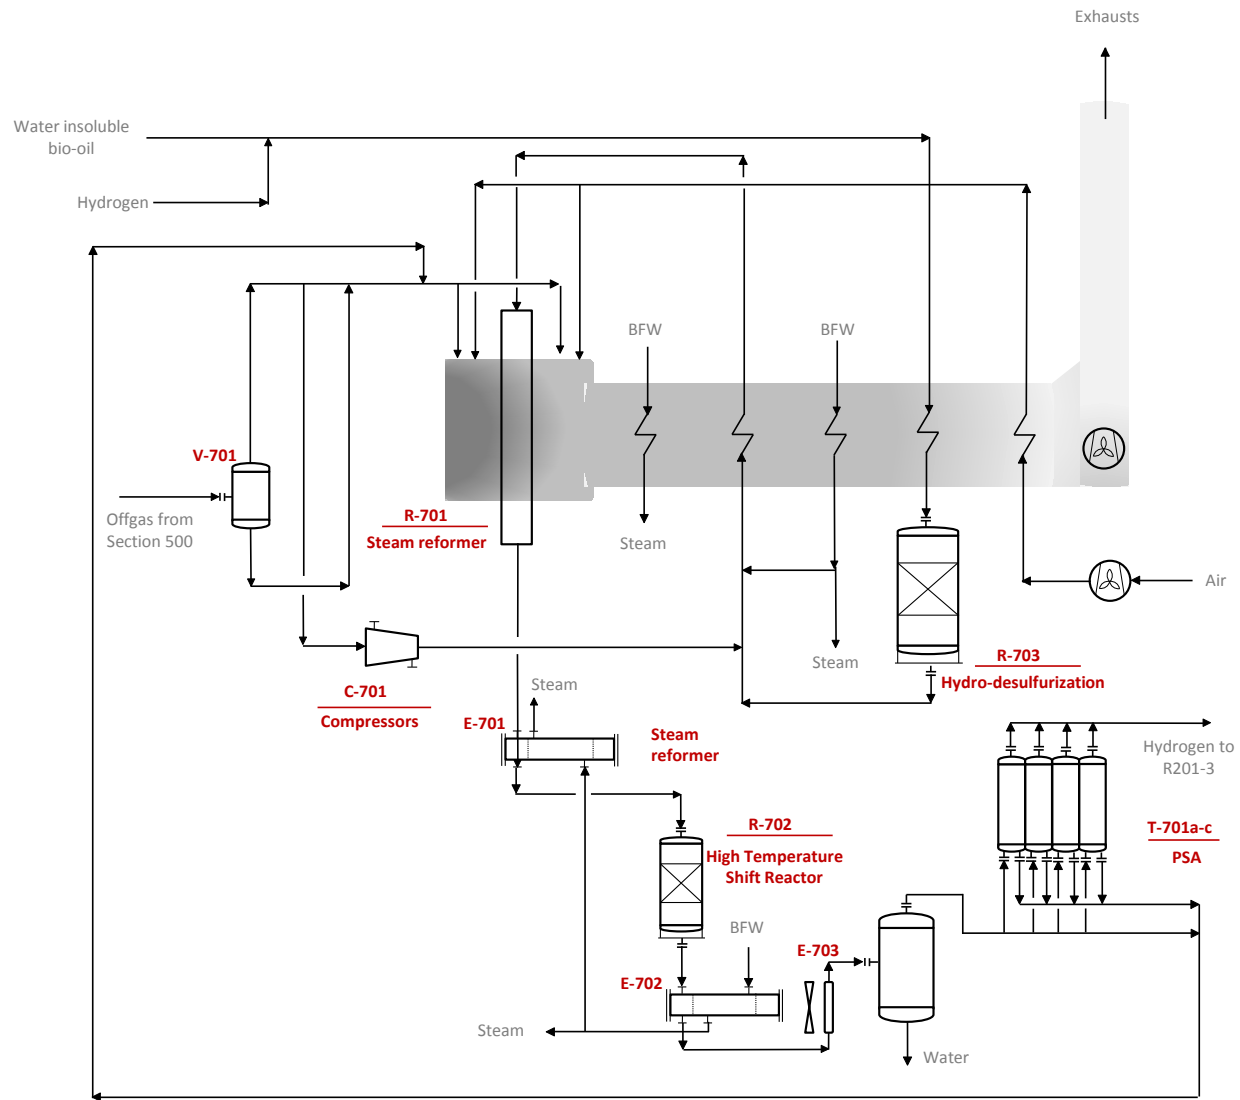 Exhausts
Water insoluble
bio-oil
Hydrogen
BFW
BFW
V-701
Offgas from
Section 500
R-701
Steam reformer
Steam
Air
Steam
R-703
Hydro-desulfurization
C-701
Compressors
Steam
E-701
Steam
reformer
Hydrogen to
R201-3
R-702
High Temperature
Shift Reactor
T-701a-c
PSA
BFW
E-703
E-702
Steam
Water